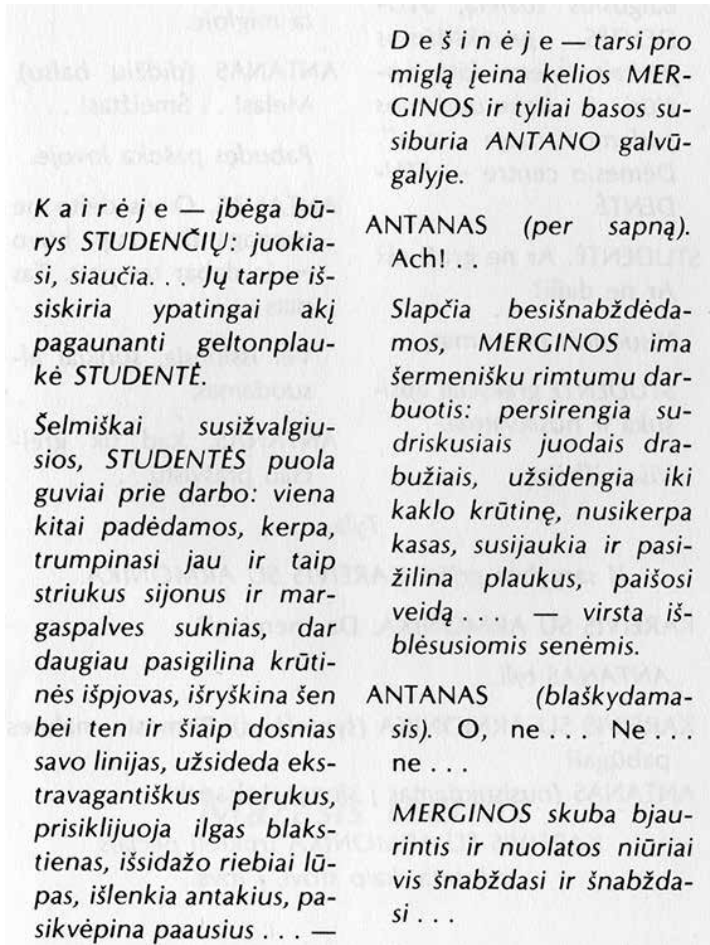 K a i r ė j e — įbėga bū-
rys STUDENČIŲ: juokia-
si, siaučia. . . Jų tarpe iš-
siskiria ypatingai akį
pagaunanti geltonplau-
kė STUDENTĖ.
Šelmiškai susižvalgiu-
sios, STUDENTĖS puola
guviai prie darbo: viena
kitai padėdamos, kerpa,
trumpinasi jau ir taip
striukus sijonus ir mar-
gaspalves suknias, dar
daugiau pasigilina krūti-
nės išpjovas, išryškina šen
bei ten ir šiaip dosnias
savo linijas, užsideda eks-
travagantiškus perukus,
prisiklijuoja ilgas blaks-
tienas, išsidažo riebiai lū-
pas, išlenkia antakius, pa-
sikvėpina paausius . . . —
D e š i n ė j e — tarsi pro
miglą įeina kelios MER-
GINOS ir tyliai basos su-
siburia ANTANO galvū-
galyje.
ANTANAS (per sapną).
Ach! . .
Slapčia besišnabždėda-
mos, MERGINOS ima
šermenišku rimtumu dar-
buotis: persirengia su-
driskusiais juodais dra-
bužiais, užsidengia iki
kaklo krūtinę, nusikerpa
kasas, susijaukia ir pasi-
žilina plaukus, paišosi
veidą . . . — virsta iš-
blėsusiomis senėmis.
ANTANAS (blaškydama-
sis). O, ne . . . Ne . . .
ne . . .
MERGINOS skuba bjau-
rintis ir nuolatos niūriai
vis šnabždasi ir šnabžda-
si . . .